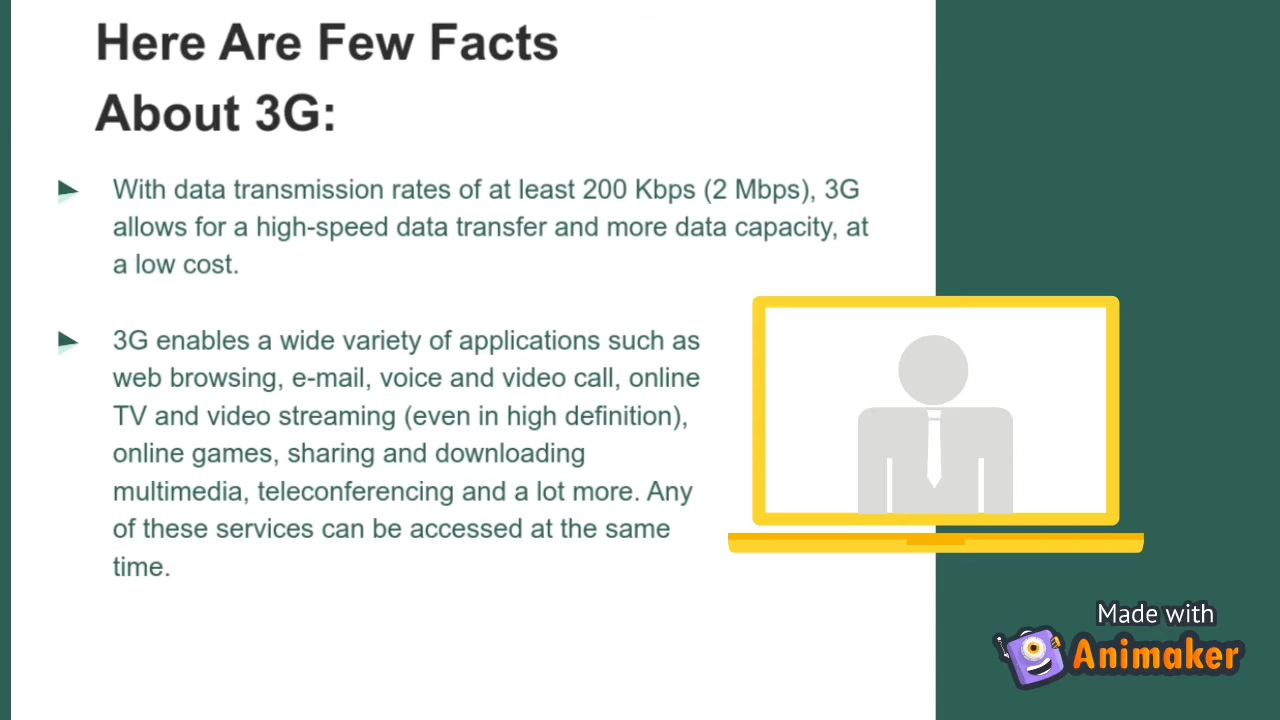 Here Are Few Facts
About 3G:
With data transmission rates of at least 200 Kbps (2 Mbps), 3G
allows for a high-speed data transfer and more data capacity, at
a low cost.
3G enables a wide variety of applications such as
web browsing, e-mail, voice and video call, online
TV and video streaming (even in high definition),
online games, sharing and downloading
multimedia, teleconferencing and a lot more. Any
of these services can be accessed at the same
time.
Made with
Animaker